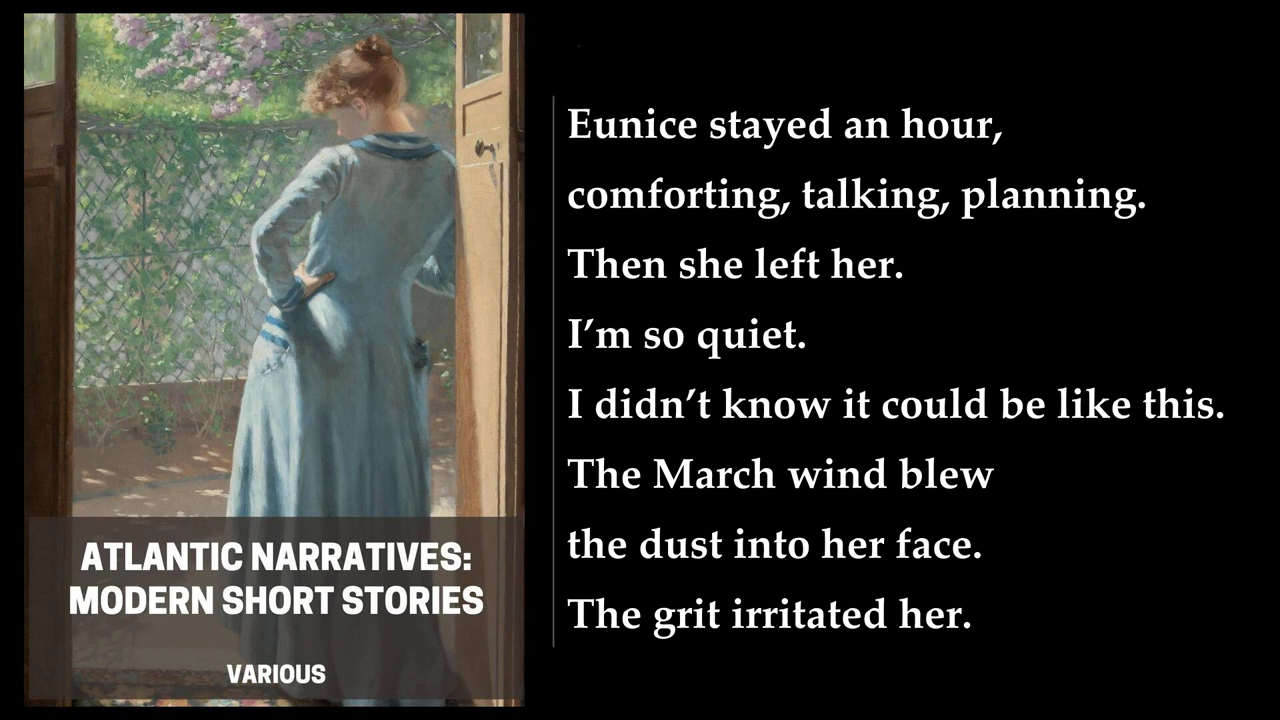 ATLANTIC NARRATIVES:
MODERN SHORT STORIES
VARIOUS
Eunice stayed an hour,
comforting, talking, planning.
Then she left her.
I’m so quiet.
I didn’t know it could be like this.
The March wind blew
the dust into her face.
The grit irritated her.